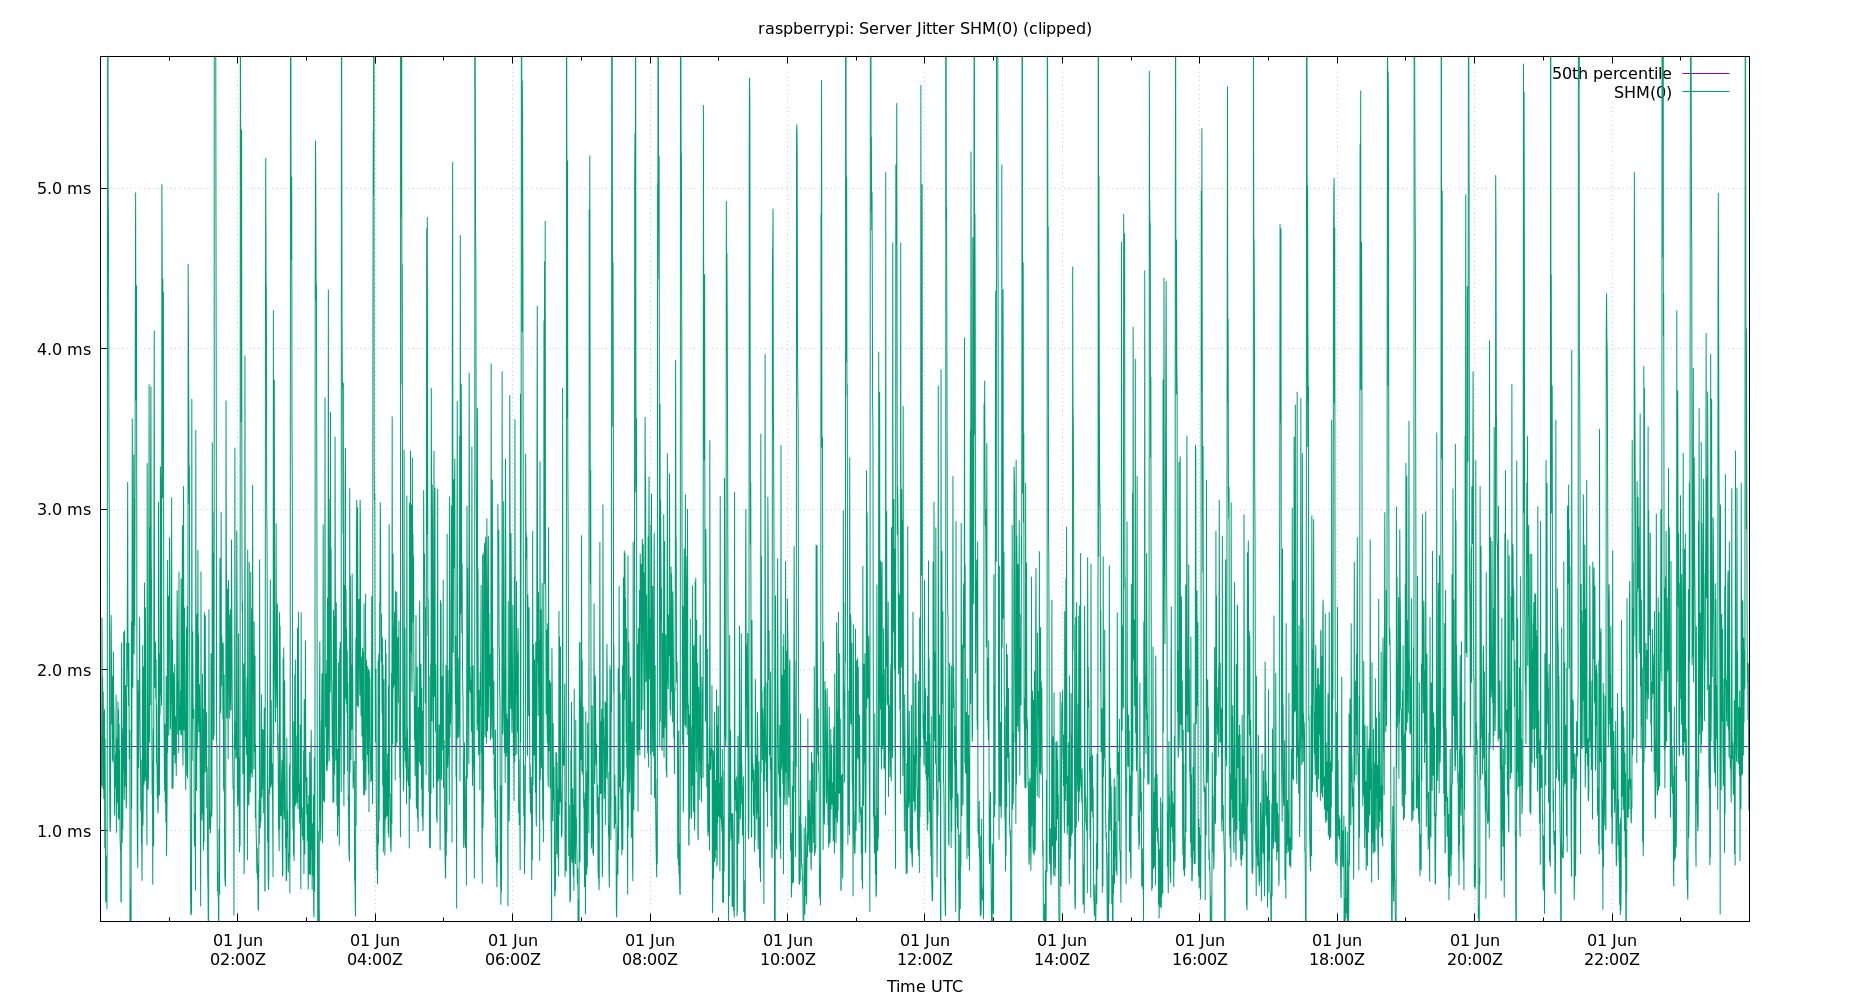 raspberrypi: Server Jitter SHM(0) (clipped)
50th percentile
SHM(0)
5.0 ms
4.0 ms
3.0 ms
2.0 ms
1.0 ms
01 Jun 01 Jun 01 Jun 01 Jun 01 Jun 01 Jun 01 Jun 01 Jun 01 Jun 01 Jun 01 Jun
02:00Z 04:00Z 06:00Z 08:00Z 10:00Z 12:00Z 14:00Z 16:00Z 18:00Z 20:00Z 22:00Z
Time UTC